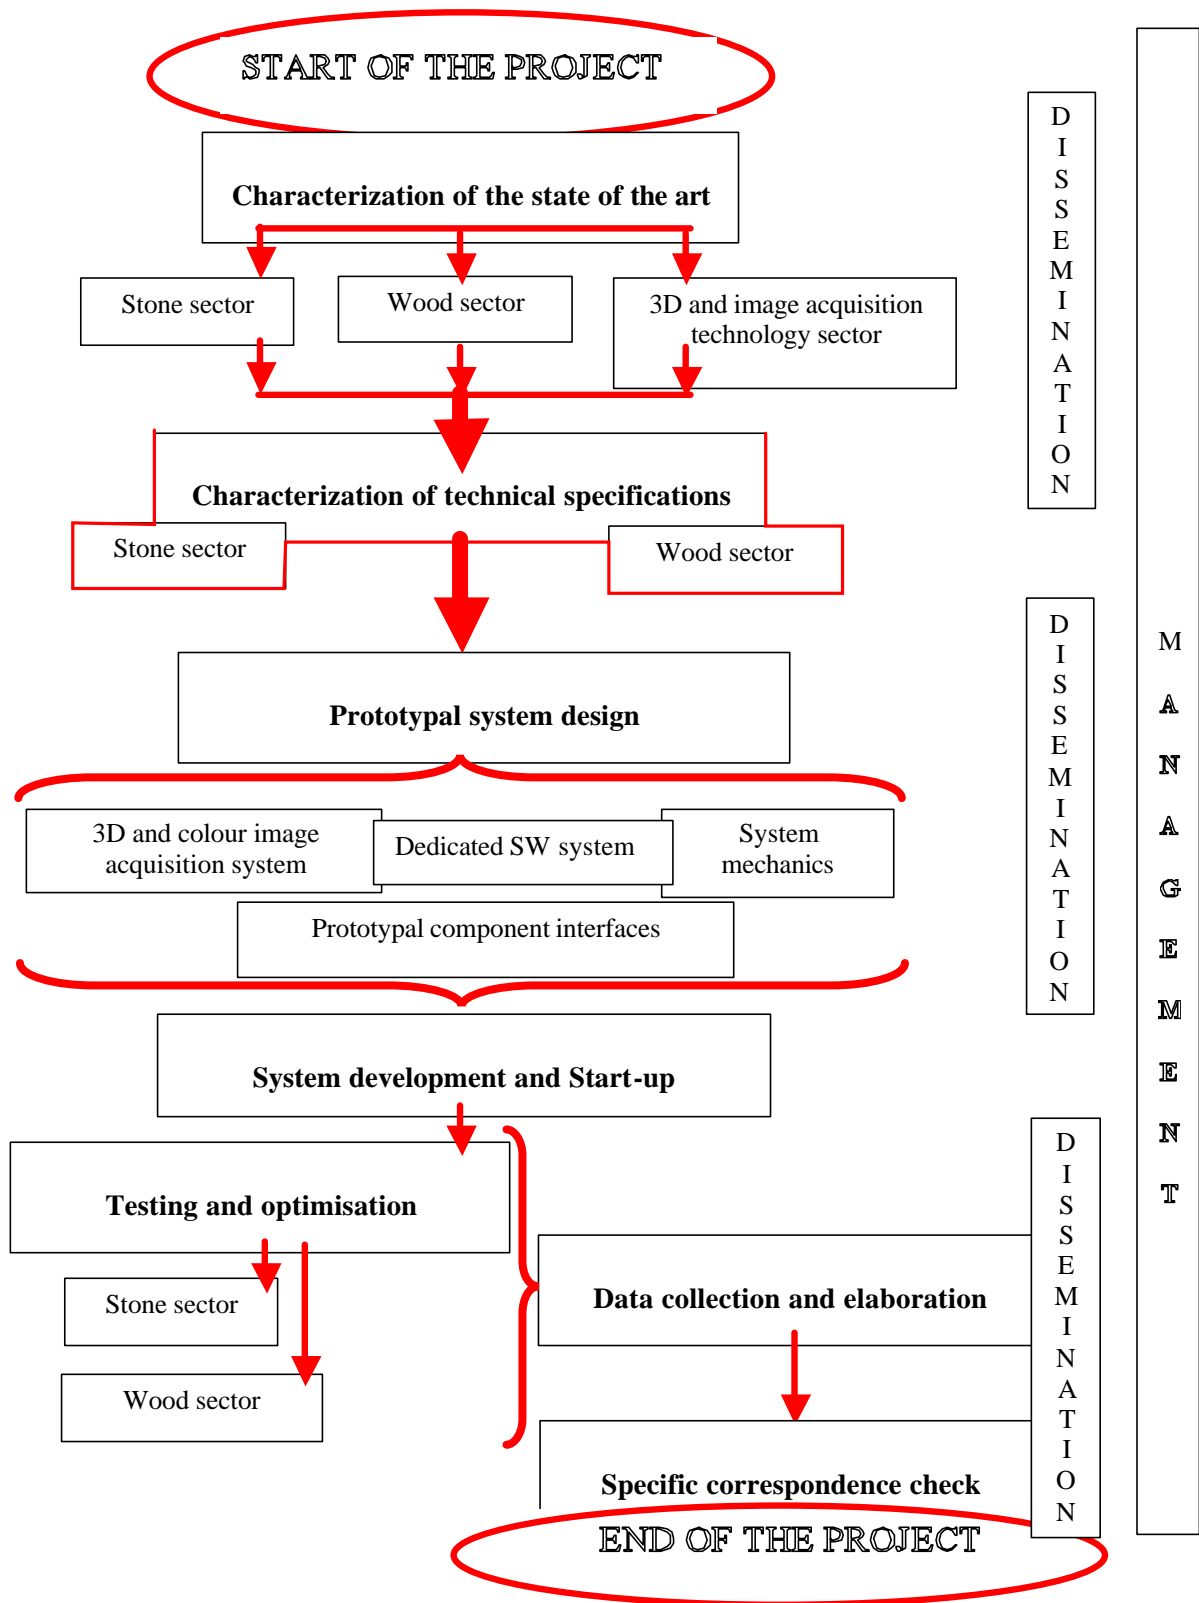 START OF THE PROJECT
Characterization of the state of the art
Stone sector
Wood sector
3D and image acquisition
technology sector
Characterization of technical specifications
Stone sector
Wood sector
Prototypal system design
3D and colour image
acquisition system
Dedicated SW system
System
mechanics
Prototypal component interfaces
System development and Start-up
Testing and optimisation
Stone sector
Wood sector
Data collection and elaboration
Specific correspondence check
END OF THE PROJECT
DISSEMINATION
DISSEMINATION
DISSEMINATION
MANAGEMENT